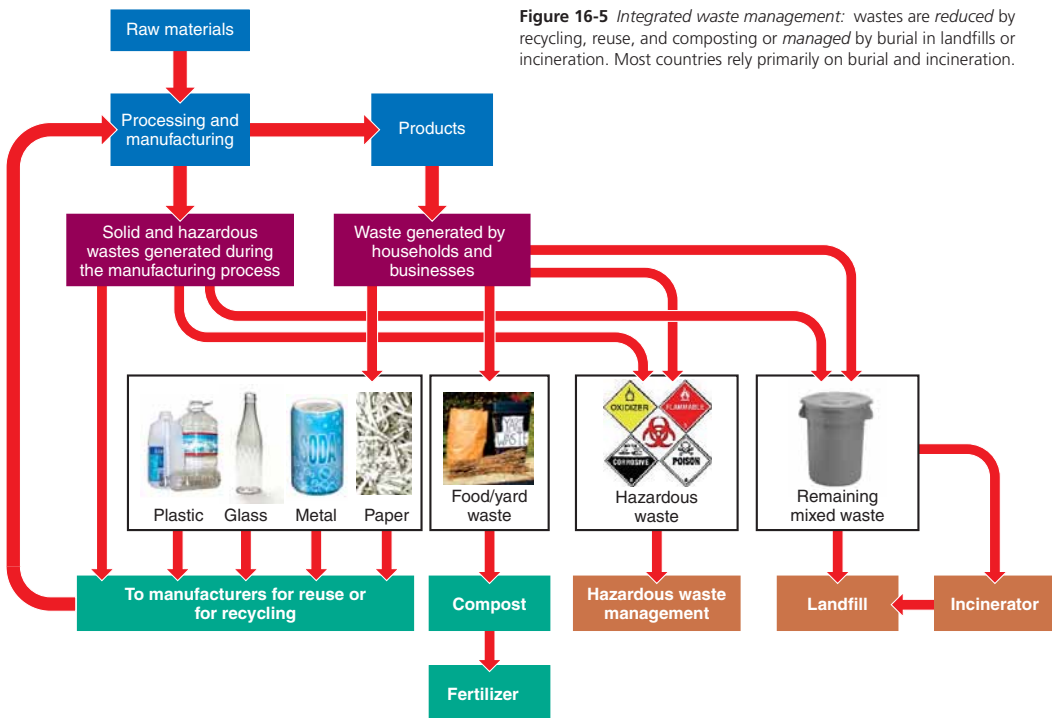 Figure 16-5 Integrated waste management: wastes are reduced by
recycling, reuse, and composting or managed by burial in landfills or
incineration. Most countries rely primarily on burial and incineration.
Raw materials
Processing and
manufacturing
Products
Solid and hazardous
wastes generated during
the manufacturing process
Waste generated by
households and
businesses
SODA
YARD
WASTE
OXIDIZER
FLAMMABLE
CORROSIVE
POISON
Plastic
Glass
Metal
Paper
Food/yard
waste
Hazardous
waste
Remaining
mixed waste
To manufacturers for reuse or
for recycling
Compost
Hazardous waste
management
Landfill
Incinerator
Fertilizer